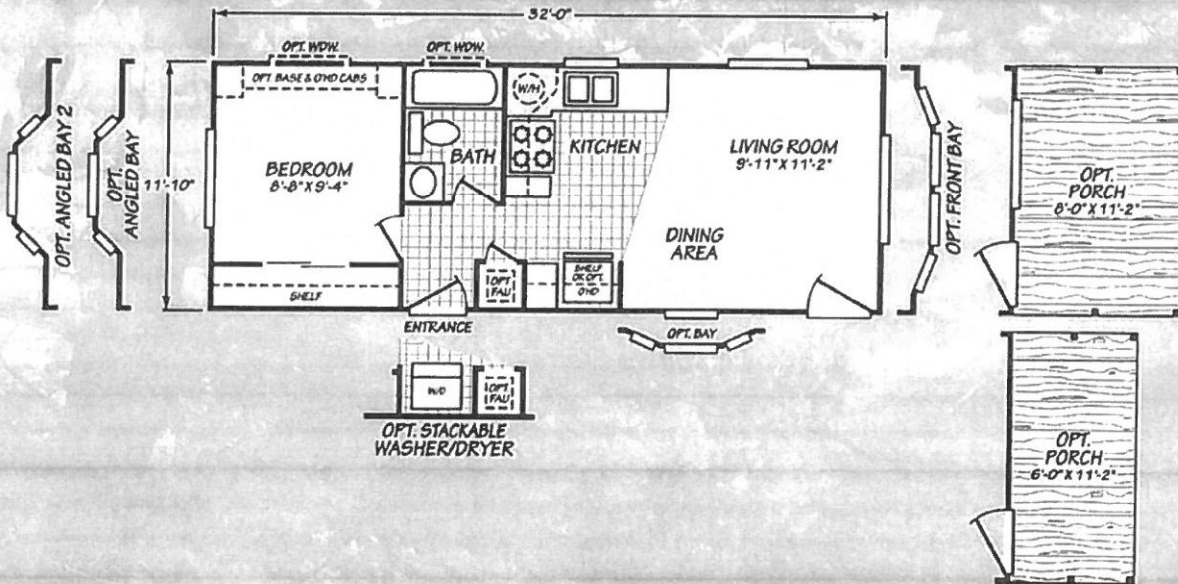 32'-0"
OPT. WDW.
OPT. WDW.
OPT. BASE & O'HD CABS
W/H
OPT. ANGLED BAY 2
OPT.
ANGLED BAY
11'-10"
BEDROOM
8'-8" X 9'-4"
BATH
KITCHEN
LIVING ROOM
9'-11" X 11'-2"
DINING
AREA
OPT. FRONT BAY
OPT.
PORCH
8'-0" X 11'-2"
SHELF
OPT
FAU
SHELF
OR OPT.
O'HD
ENTRANCE
OPT. BAY
W/D
OPT
FAU
OPT. STACKABLE
WASHER/DRYER
OPT.
PORCH
6'-0" X 11'-2"